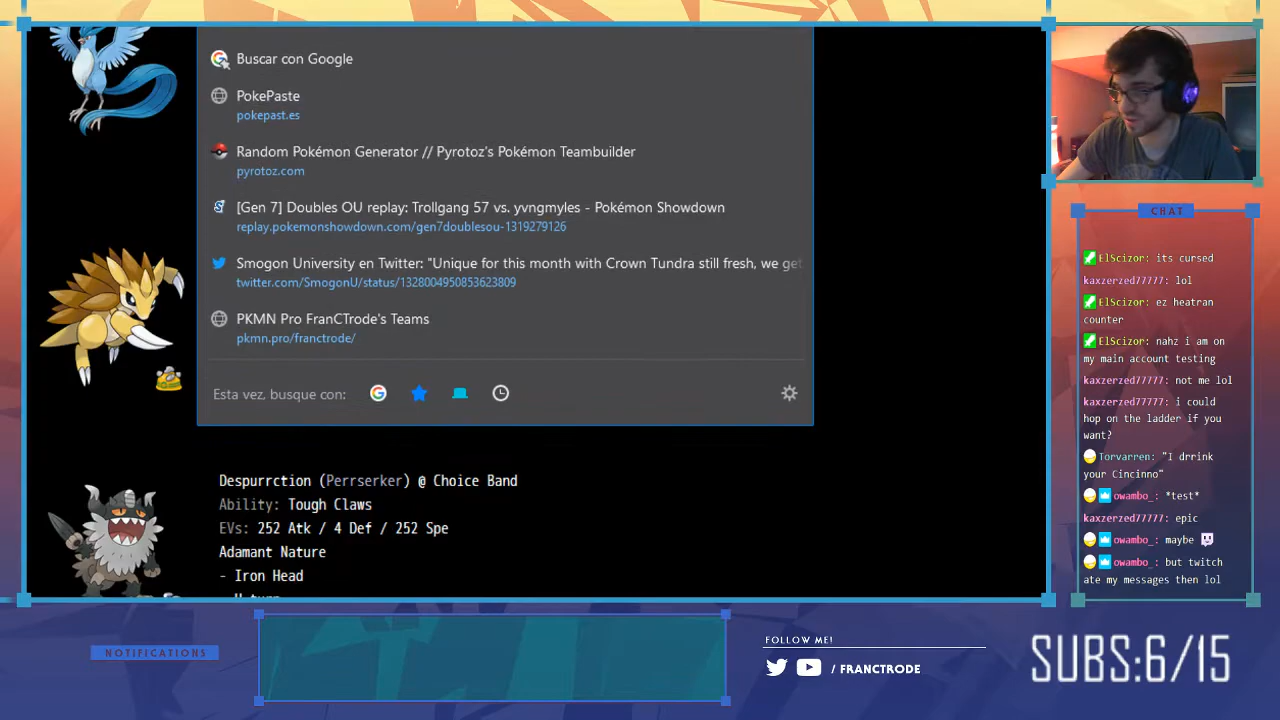 Buscar con Google
PokePaste
pokepast.es
Random Pokémon Generator // Pyrotoz's Pokémon Teambuilder
pyrotoz.com
[Gen 7] Doubles OU replay: Trollgang 57 vs. yvngmyles - Pokémon Showdown
replay.pokemonshowdown.com/gen7doublesou-1319279126
Smogon University en Twitter: "Unique for this month with Crown Tundra still fresh, we get
twitter.com/SmogonU/status/1328004950853623809
PKMN Pro FranCTrode's Teams
pkmn.pro/franctrode/
Esta vez, busque con:
Despurrction (Perrserker) @ Choice Band
Ability: Tough Claws
EVs: 252 Atk / 4 Def / 252 Spe
Adamant Nature
- Iron Head
CHAT
ElScizor: its cursed
kaxzerzed77777: lol
ElScizor: ez heatran
counter
ElScizor: nahz i am on
my main account testing
kaxzerzed77777: not me lol
kaxzerzed77777: i could
hop on the ladder if you
want?
Torvarren: "I drrink
your Cincinno"
owambo_: *test*
kaxzerzed77777: epic
owambo_: maybe
owambo_: but twitch
ate my messages then lol
NOTIFICATIONS
FOLLOW ME!
/ FRANCTRODE
SUBS:6/15